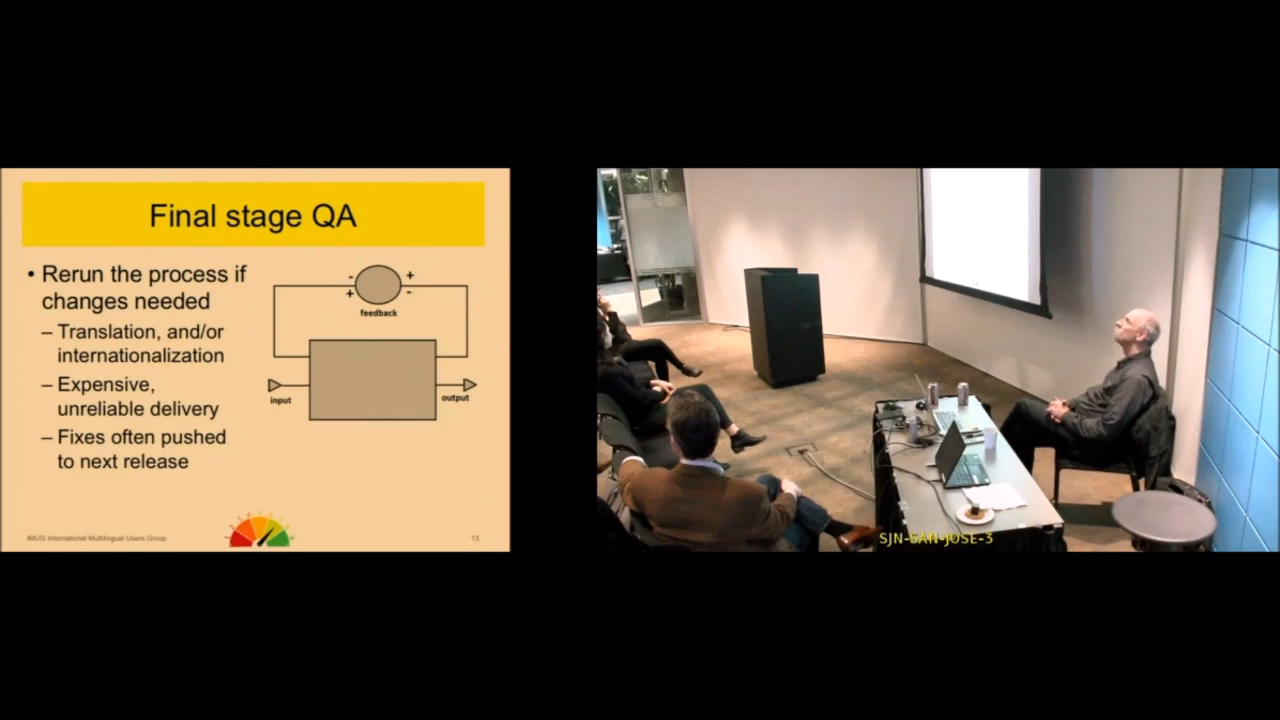 Final stage QA
• Rerun the process if
changes needed
– Translation, and/or
internationalization
– Expensive,
unreliable delivery
– Fixes often pushed
to next release
- +
+ -
feedback
input
output
IMUG International Multilingual Users Group
13
SJN-SAN-JOSE-3